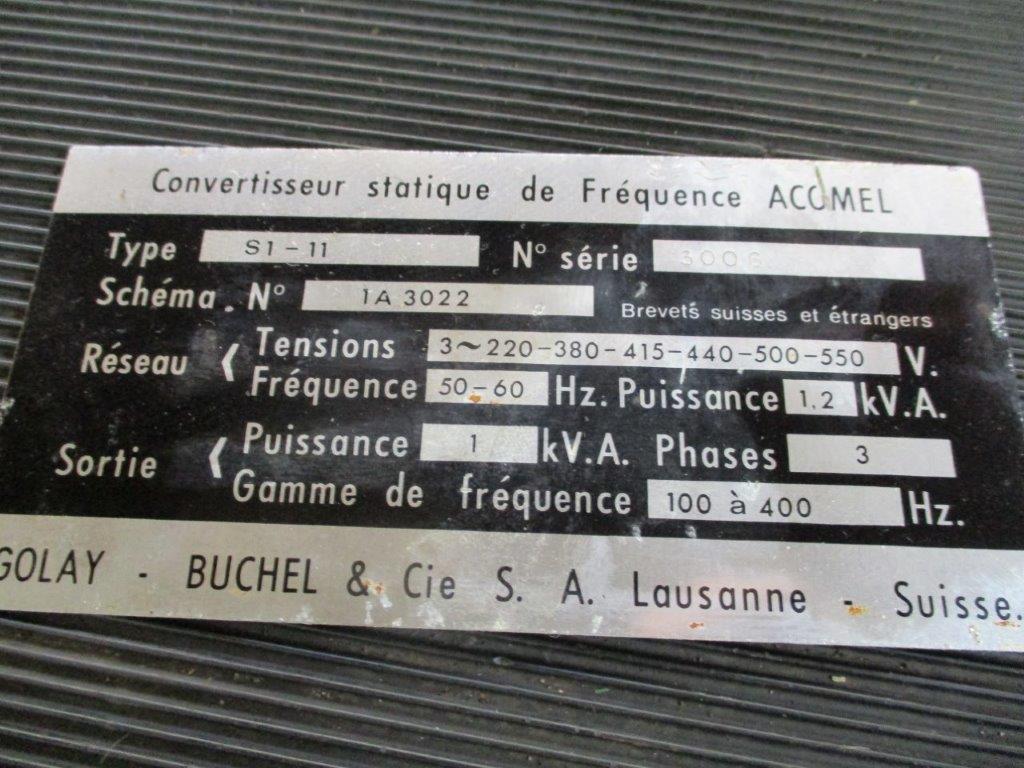 Convertisseur statique de Fréquence ACOMEL
Type S1-11 N° série 3006
Schéma. N° 1A 3022 Brevets suisses et étrangers
Réseau Tensions 3~220-380-415-440-500-550 V.
Fréquence 50-60 Hz. Puissance 1,2 kV.A.
Sortie Puissance 1 kV.A. Phases 3
Gamme de fréquence 100 à 400 Hz.
GOLAY - BUCHEL & Cie S. A. Lausanne - Suisse.